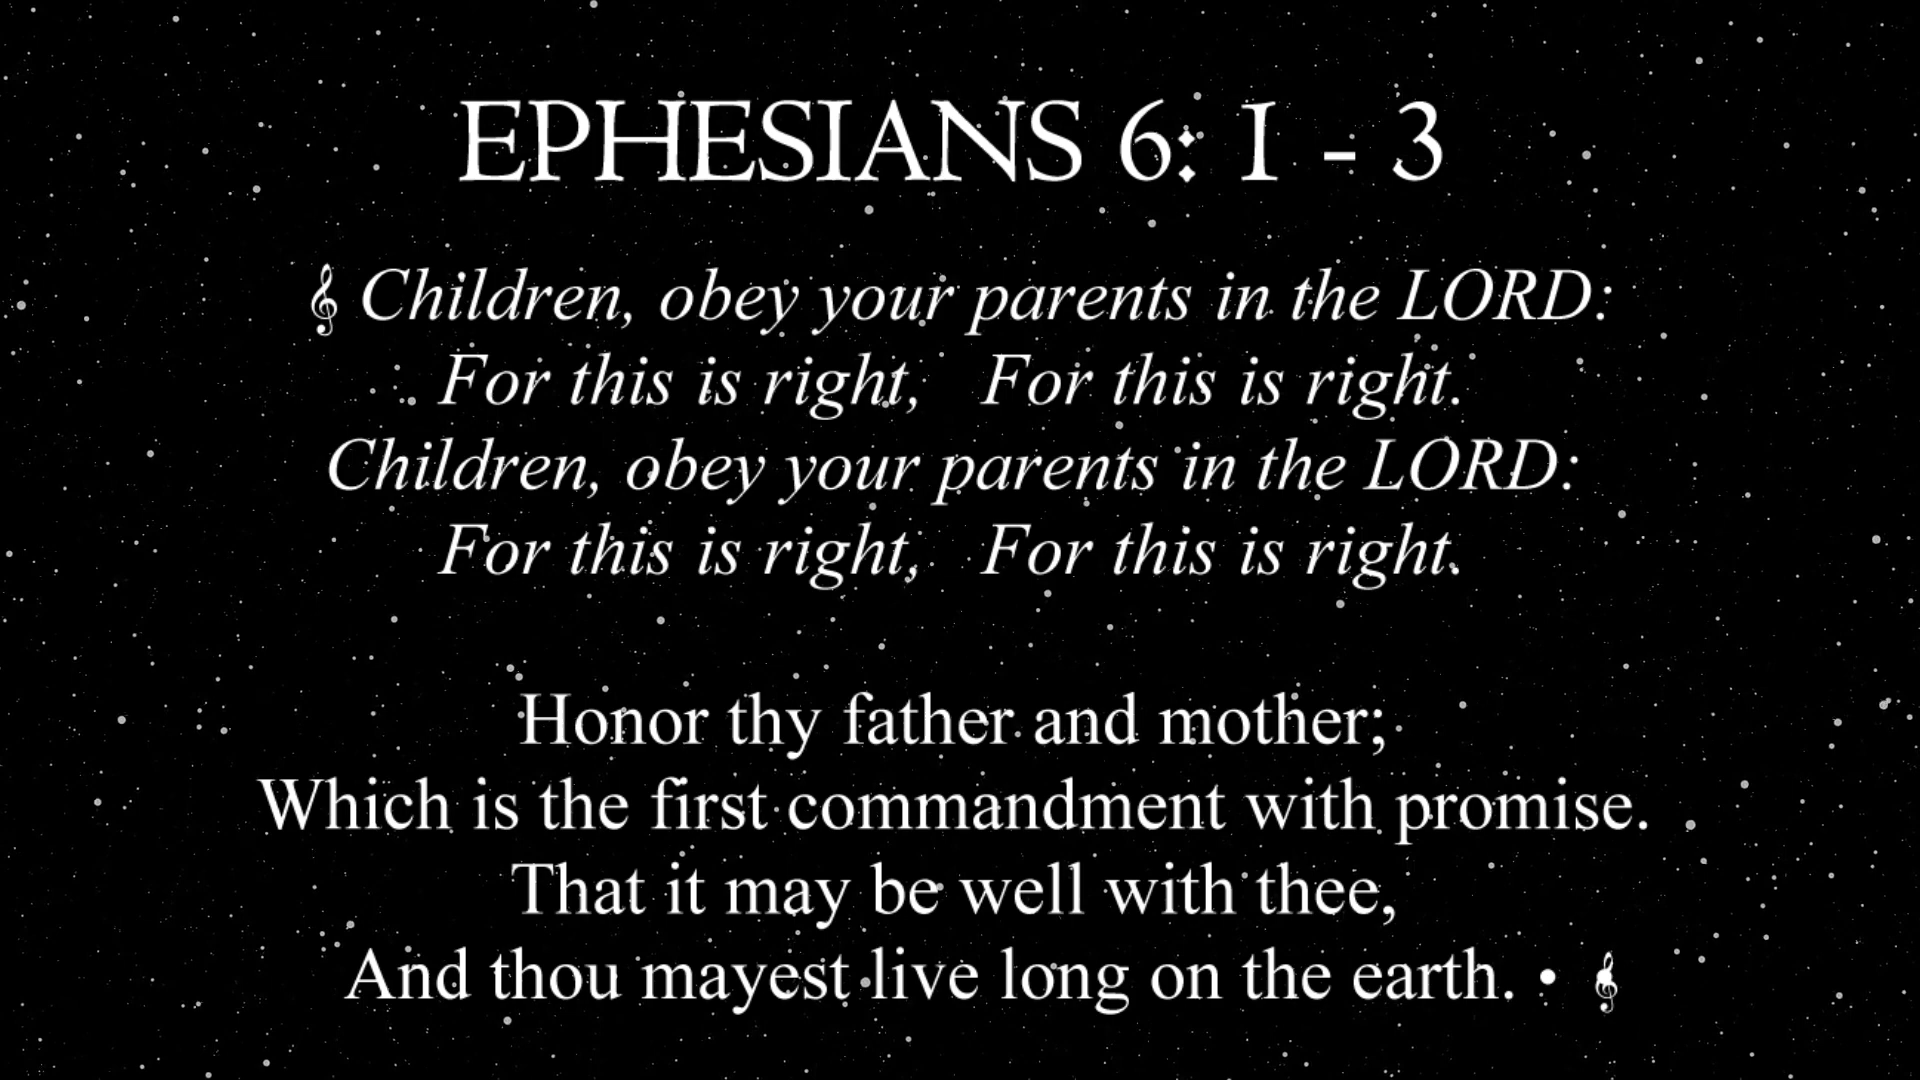 EPHESIANS 6: 1 - 3
𝄞 Children, obey your parents in the LORD:
For this is right, For this is right.
Children, obey your parents in the LORD:
For this is right, For this is right.
Honor thy father and mother;
Which is the first commandment with promise.
That it may be well with thee,
And thou mayest live long on the earth. • 𝄞